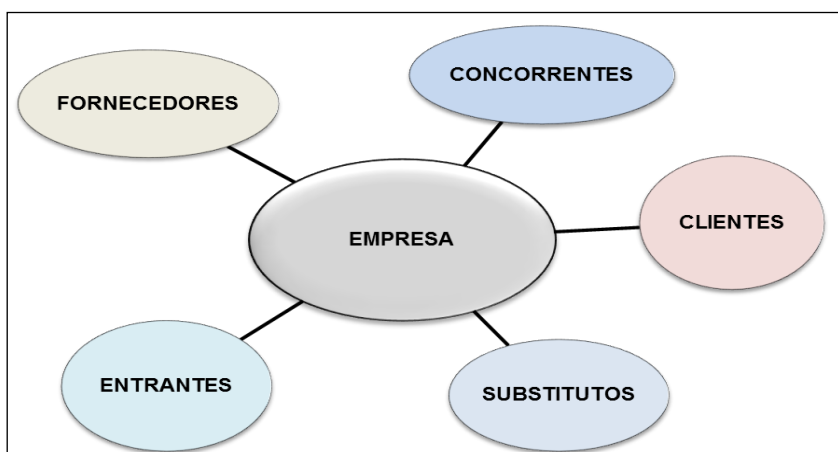 CONCORRENTES
FORNECEDORES
CLIENTES
EMPRESA
ENTRANTES
SUBSTITUTOS